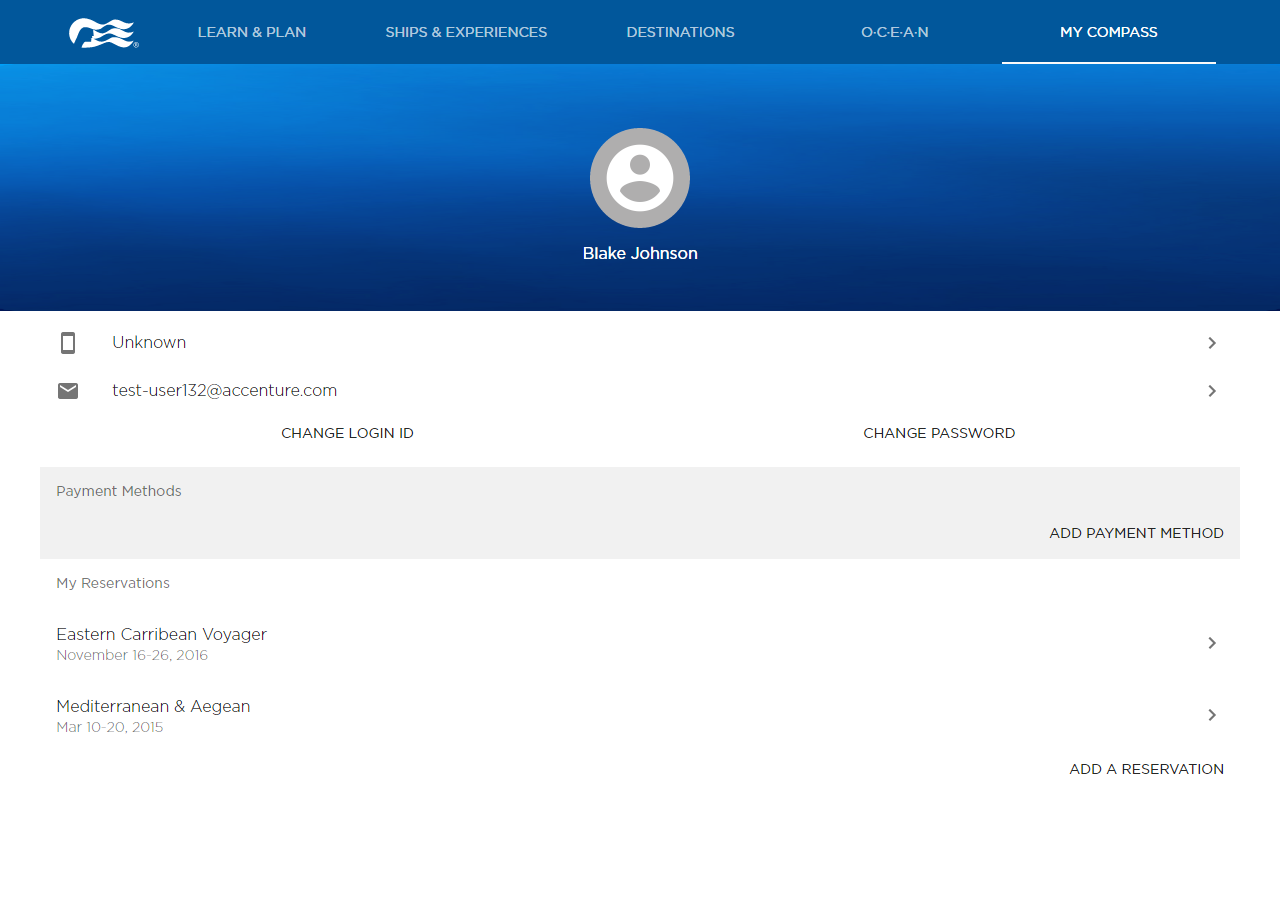 ® LEARN & PLAN SHIPS & EXPERIENCES DESTINATIONS O·C·E·A·N MY COMPASS
Blake Johnson
Unknown
test-user132@accenture.com
CHANGE LOGIN ID CHANGE PASSWORD
Payment Methods
ADD PAYMENT METHOD
My Reservations
Eastern Carribean Voyager
November 16-26, 2016
Mediterranean & Aegean
Mar 10-20, 2015
ADD A RESERVATION